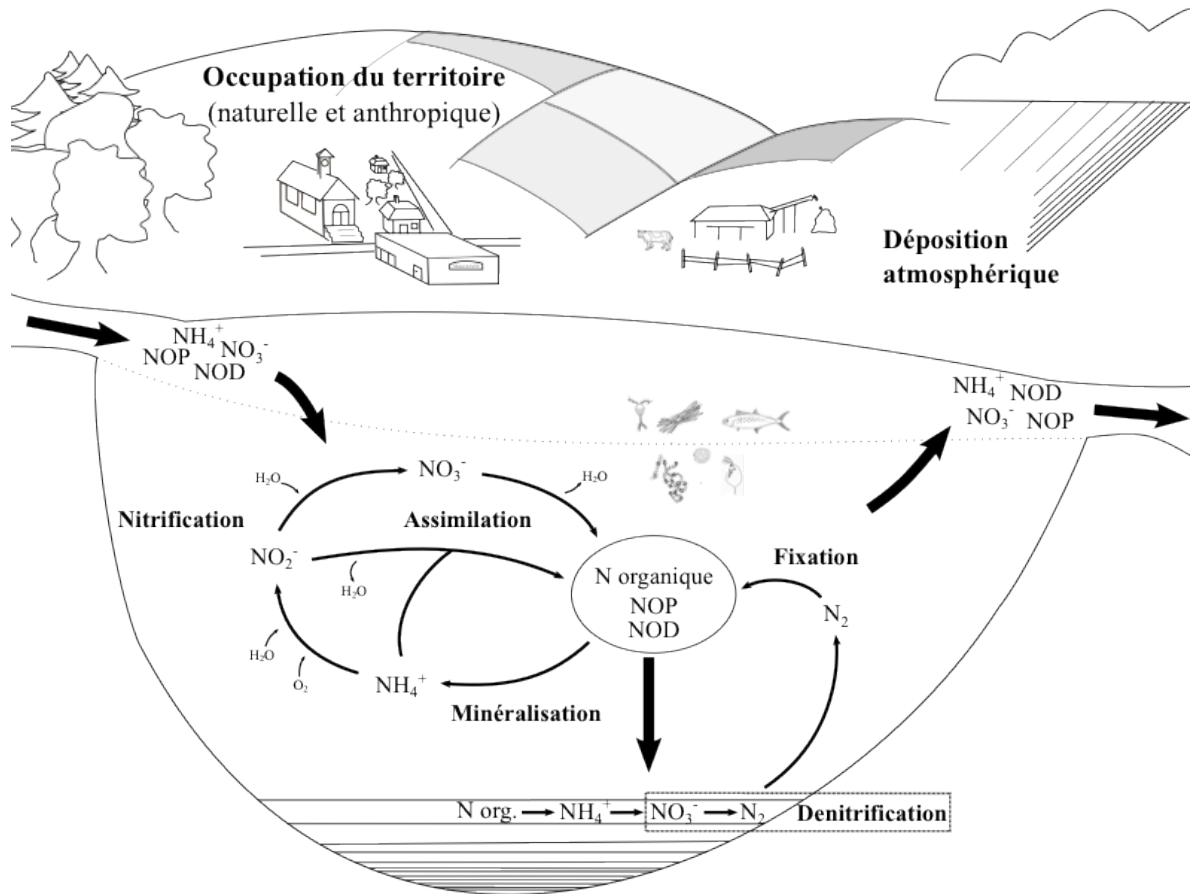 Occupation du territoire
(naturelle et anthropique)
Déposition
atmosphérique
NH₄⁺ NO₃⁻
NOP NOD
NH₄⁺ NOD
NO₃⁻ NOP
H₂O
NO₃⁻
H₂O
Nitrification
Assimilation
NO₂⁻
H₂O
Fixation
N organique
NOP
NOD
N₂
H₂O
O₂
NH₄⁺
Minéralisation
N org. → NH₄⁺ → NO₃⁻ → N₂ Denitrification